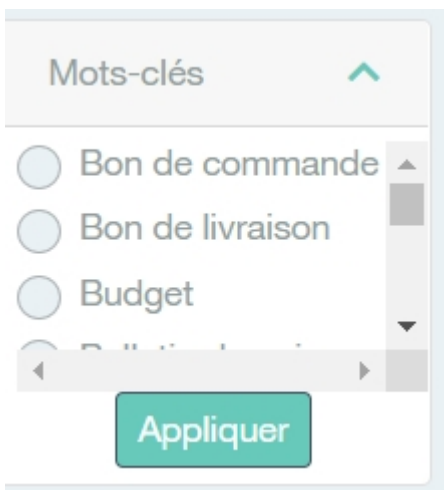 Mots-clés
Bon de commande
Bon de livraison
Budget
Appliquer